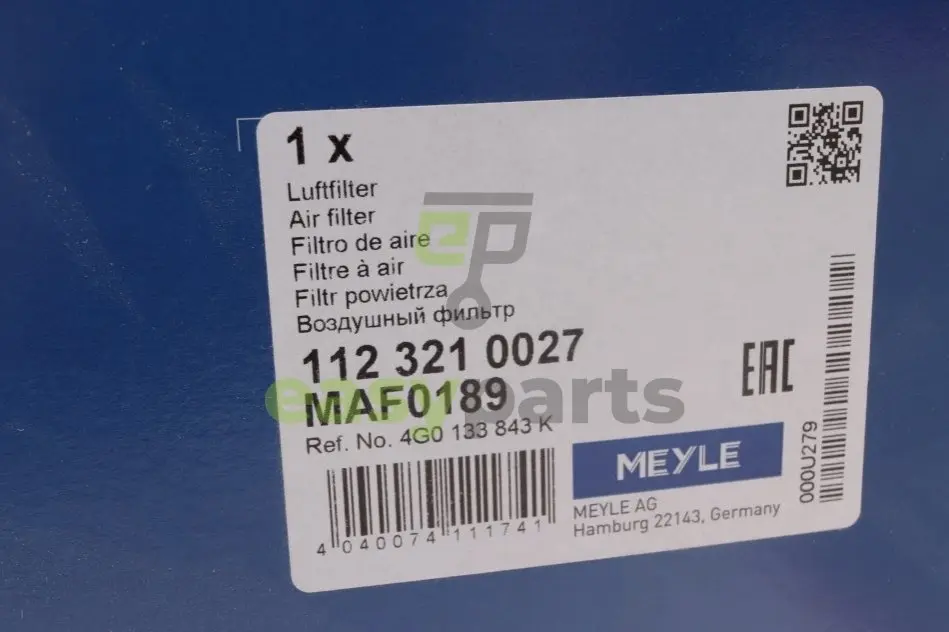 1 x
Luftfilter
Air filter
Filtro de aire
Filtre à air
Filtr powietrza
Воздушный фильтр
112 321 0027
MAF0189
Ref. No. 4G0 133 843 K
4 040074 111741
EAC
000U279
MEYLE
MEYLE AG
Hamburg 22143, Germany
ep
easyparts